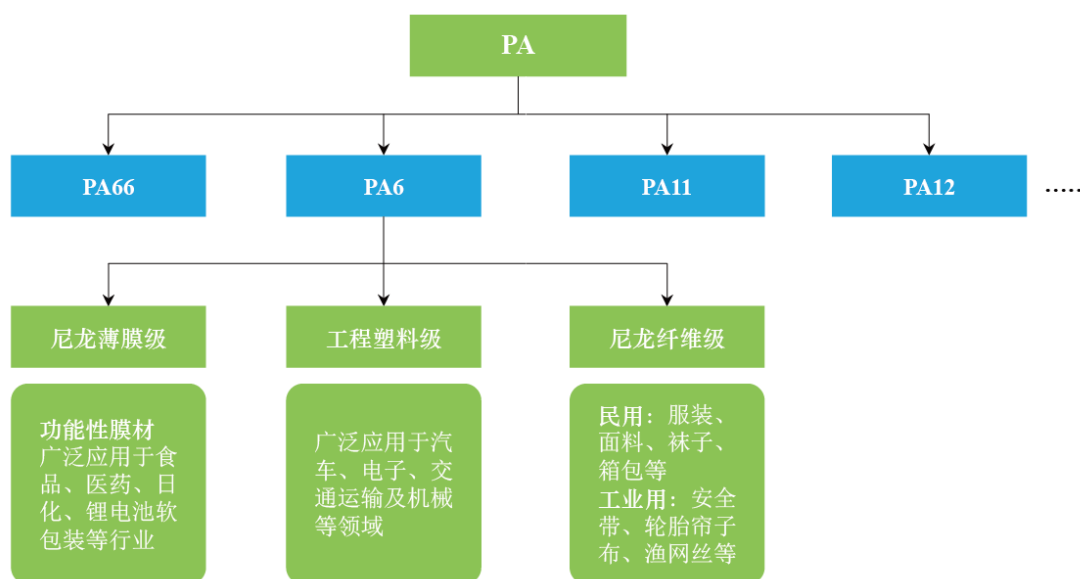 PA
PA66
PA6
PA11
PA12
.....
尼龙薄膜级
工程塑料级
尼龙纤维级
功能性膜材
广泛应用于食
品、医药、日
化、锂电池软
包装等行业
广泛应用于汽
车、电子、交
通运输及机械
等领域
民用：服装、
面料、袜子、
箱包等
工业用：安全
带、轮胎帘子
布、渔网丝等